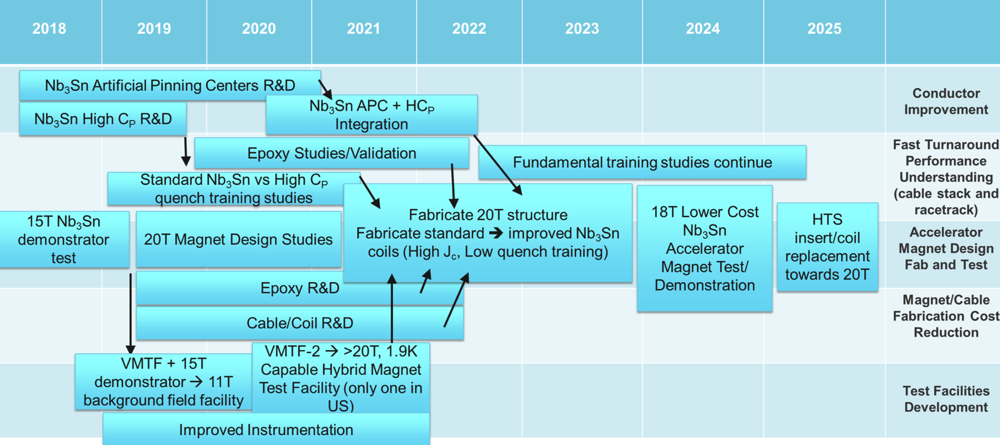 2018 2019 2020 2021 2022 2023 2024 2025
Nb₃Sn Artificial Pinning Centers R&D
Nb₃Sn High Cₚ R&D
Nb₃Sn APC + HCₚ
Integration
Conductor
Improvement
Epoxy Studies/Validation
Fundamental training studies continue
Standard Nb₃Sn vs High Cₚ
quench training studies
Fast Turnaround
Performance
Understanding
(cable stack and
racetrack)
15T Nb₃Sn
demonstrator
test
20T Magnet Design Studies
Fabricate 20T structure
Fabricate standard ➔ improved Nb₃Sn
coils (High J꜀, Low quench training)
18T Lower Cost
Nb₃Sn
Accelerator
Magnet Test/
Demonstration
HTS
insert/coil
replacement
towards 20T
Accelerator
Magnet Design
Fab and Test
Epoxy R&D
Cable/Coil R&D
Magnet/Cable
Fabrication Cost
Reduction
VMTF + 15T
demonstrator → 11T
background field facility
VMTF-2 → >20T, 1.9K
Capable Hybrid Magnet
Test Facility (only one in
US)
Improved Instrumentation
Test Facilities
Development